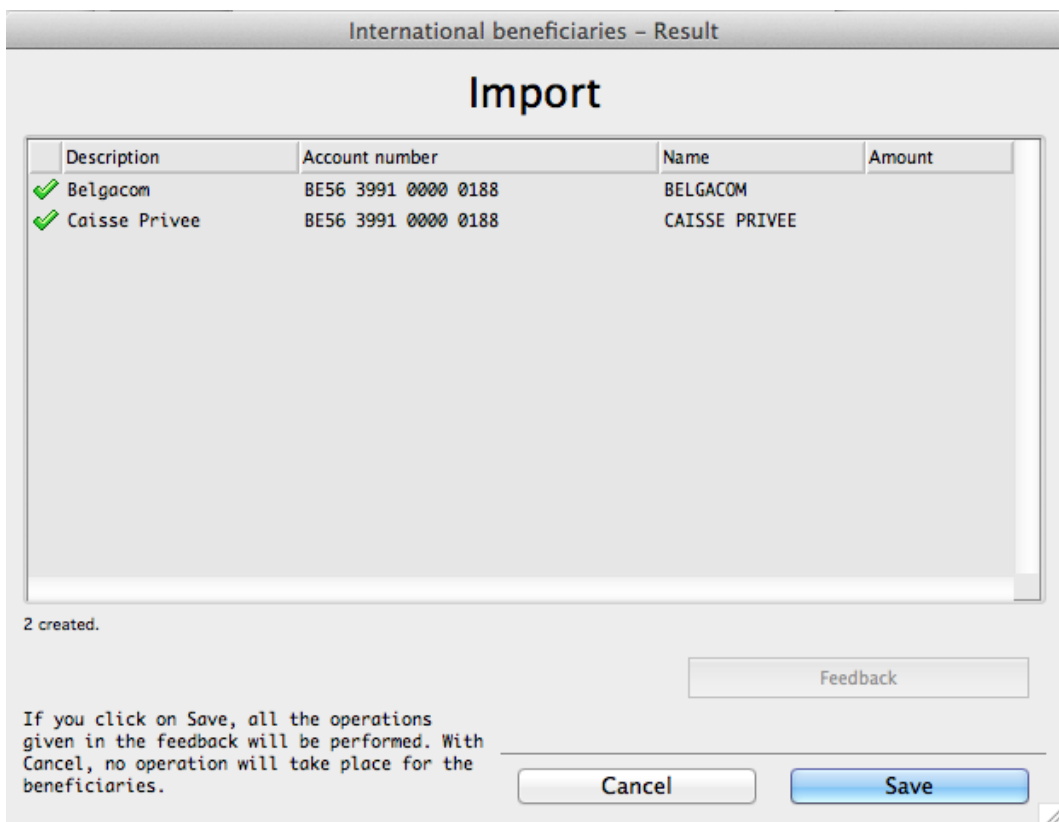 International beneficiaries – Result
Import
Description Account number Name Amount
Belgacom BE56 3991 0000 0188 BELGACOM
Caisse Privee BE56 3991 0000 0188 CAISSE PRIVEE
2 created.
Feedback
If you click on Save, all the operations
given in the feedback will be performed. With
Cancel, no operation will take place for the
beneficiaries.
Cancel Save